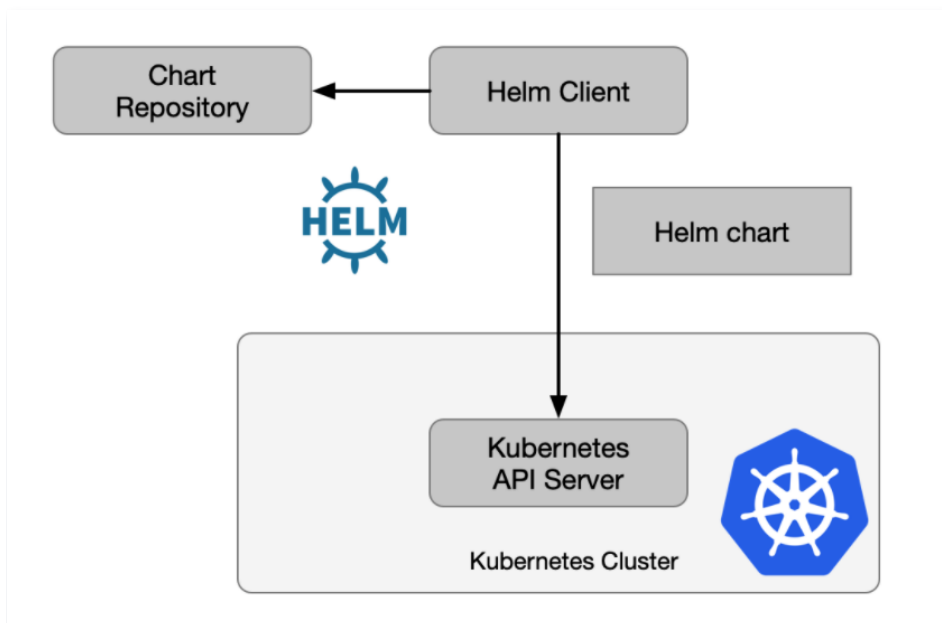 Chart
Repository
Helm Client
HELM
Helm chart
Kubernetes
API Server
Kubernetes Cluster